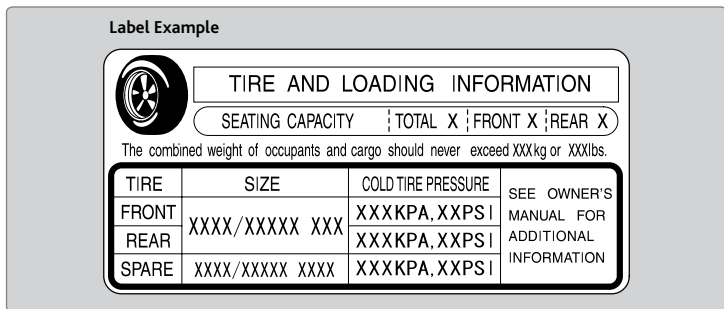 Label Example
TIRE AND LOADING INFORMATION
SEATING CAPACITY TOTAL X FRONT X REAR X
The combined weight of occupants and cargo should never exceed XXX kg or XXXlbs.
TIRE SIZE COLD TIRE PRESSURE
FRONT XXXX/XXXXX XXX XXXKPA,XXPSI
REAR XXXKPA,XXPSI
SPARE XXXX/XXXXX XXXX XXXKPA,XXPSI
SEE OWNER'S
MANUAL FOR
ADDITIONAL
INFORMATION